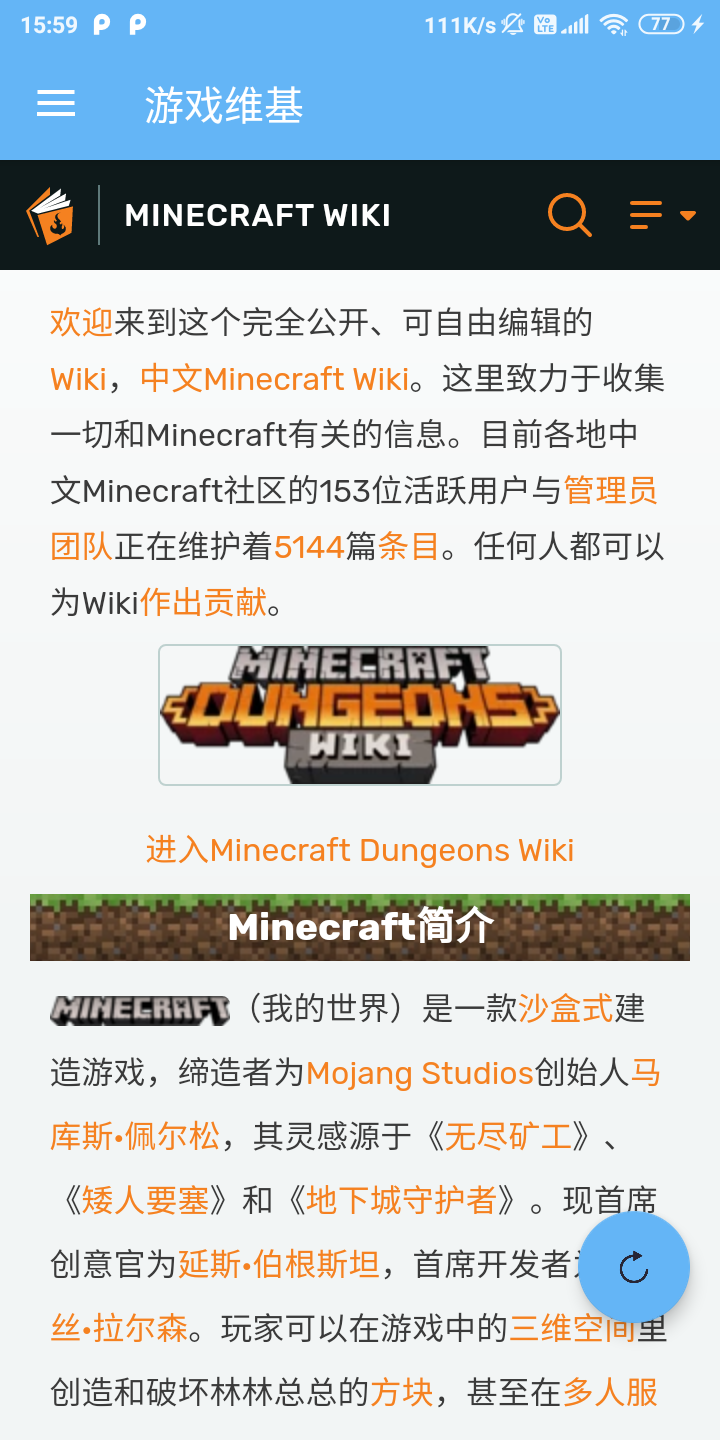 15:59
111K/s
Vo LTE
77
游戏维基
MINECRAFT WIKI
欢迎来到这个完全公开、可自由编辑的
Wiki，中文Minecraft Wiki。这里致力于收集
一切和Minecraft有关的信息。目前各地中
文Minecraft社区的153位活跃用户与管理员
团队正在维护着5144篇条目。任何人都可以
为Wiki作出贡献。
MINECRAFT
DUNGEONS
WIKI
进入Minecraft Dungeons Wiki
Minecraft简介
MINECRAFT（我的世界）是一款沙盒式建
造游戏，缔造者为Mojang Studios创始人马
库斯·佩尔松，其灵感源于《无尽矿工》、
《矮人要塞》和《地下城守护者》。现首席
创意官为延斯·伯根斯坦，首席开发者
丝·拉尔森。玩家可以在游戏中的三维空间里
创造和破坏林林总总的方块，甚至在多人服